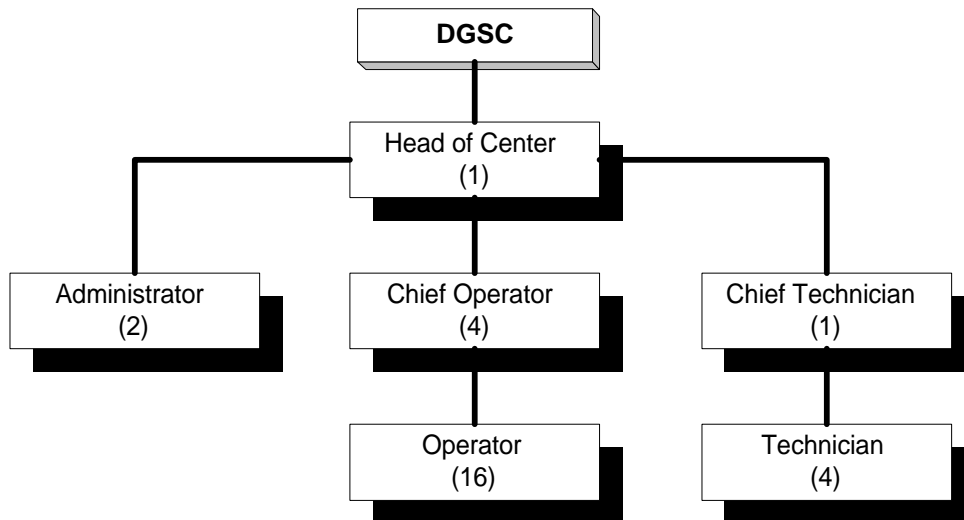 DGSC
Head of Center
(1)
Administrator
(2)
Chief Operator
(4)
Chief Technician
(1)
Operator
(16)
Technician
(4)